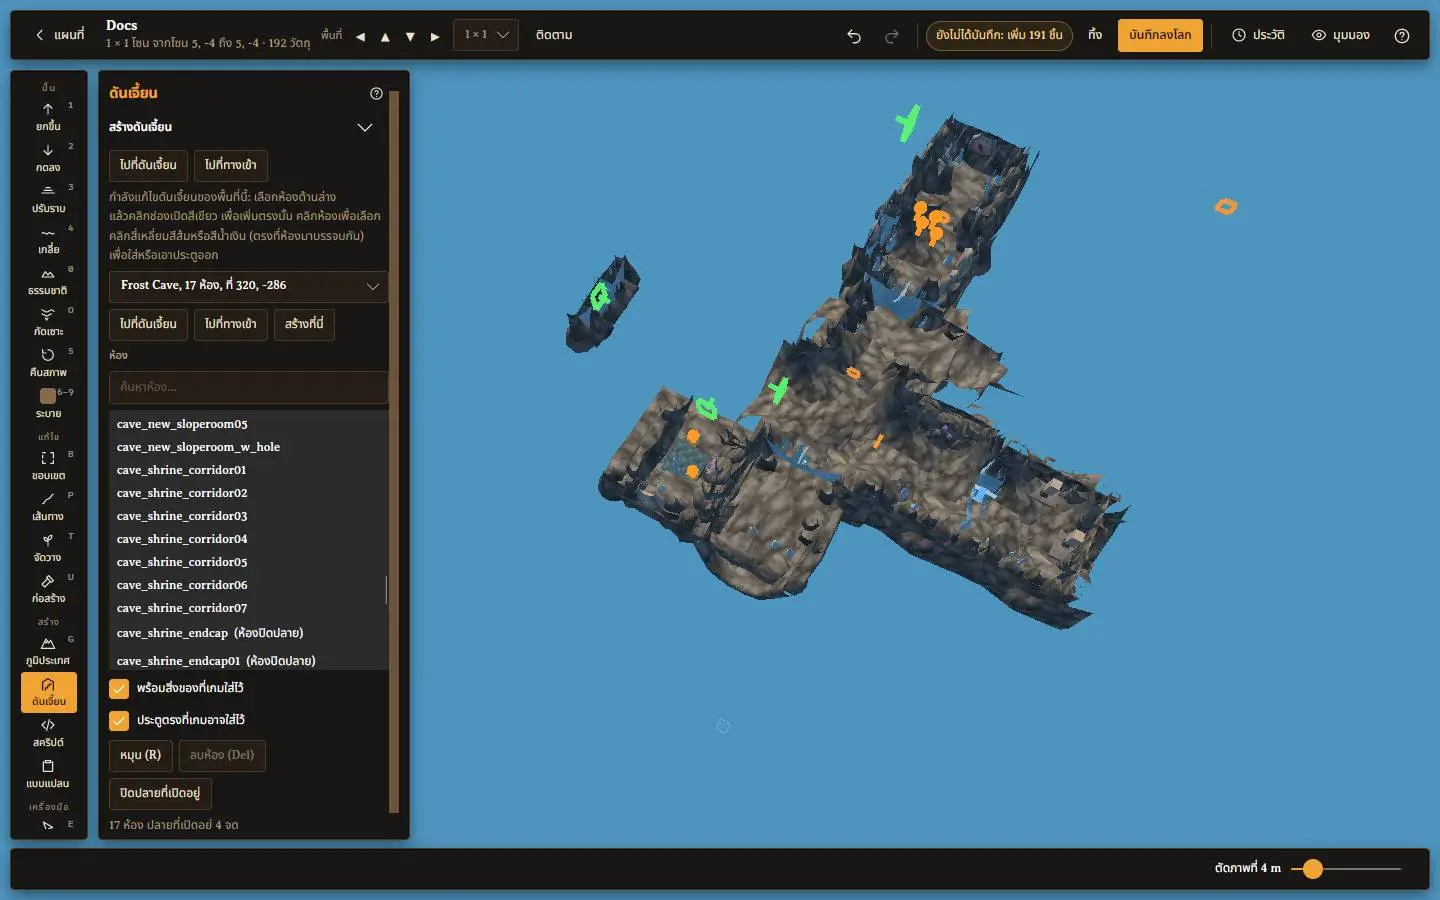 แผนที่
Docs
1 × 1 โซน จากโซน 5, -4 ถึง 5, -4 · 192 วัตถุ
พื้นที่
1 × 1
ติดตาม
ยังไม่ได้บันทึก: เพิ่ม 191 ชิ้น
ทิ้ง
บันทึกลงโลก
ประวัติ
มุมมอง
ปั้น
1
ยกขึ้น
2
กดลง
3
ปรับราบ
4
เกลี่ย
0
ธรรมชาติ
O
กัดเซาะ
5
คืนสภาพ
6–9
ระบาย
แก้ไข
B
ขอบเขต
P
เส้นทาง
T
จัดวาง
U
ก่อสร้าง
สร้าง
G
ภูมิประเทศ
ดันเจี้ยน
สคริปต์
แบบแปลน
เครื่องมือ
E
ดันเจี้ยน
สร้างดันเจี้ยน
ไปที่ดันเจี้ยน
ไปที่ทางเข้า
กำลังแก้ไขดันเจี้ยนของพื้นที่นี้: เลือกห้องด้านล่าง
แล้วคลิกช่องเปิดสีเขียว เพื่อเพิ่มตรงนั้น คลิกห้องเพื่อเลือก
คลิกสี่เหลี่ยมสีส้มหรือสีน้ำเงิน (ตรงที่ห้องมาบรรจบกัน)
เพื่อใส่หรือเอาประตูออก
Frost Cave, 17 ห้อง, ที่ 320, -286
ไปที่ดันเจี้ยน
ไปที่ทางเข้า
สร้างที่นี่
ห้อง
ค้นหาห้อง…
cave_new_sloperoom05
cave_new_sloperoom_w_hole
cave_shrine_corridor01
cave_shrine_corridor02
cave_shrine_corridor03
cave_shrine_corridor04
cave_shrine_corridor05
cave_shrine_corridor06
cave_shrine_corridor07
cave_shrine_endcap (ห้องปิดปลาย)
cave_shrine_endcap01 (ห้องปิดปลาย)
พร้อมสิ่งของที่เกมใส่ไว้
ประตูตรงที่เกมอาจใส่ไว้
หมุน (R)
ลบห้อง (Del)
ปิดปลายที่เปิดอยู่
17 ห้อง ปลายที่เปิดอยู่ 4 จุด
ตัดภาพที่ 4 m